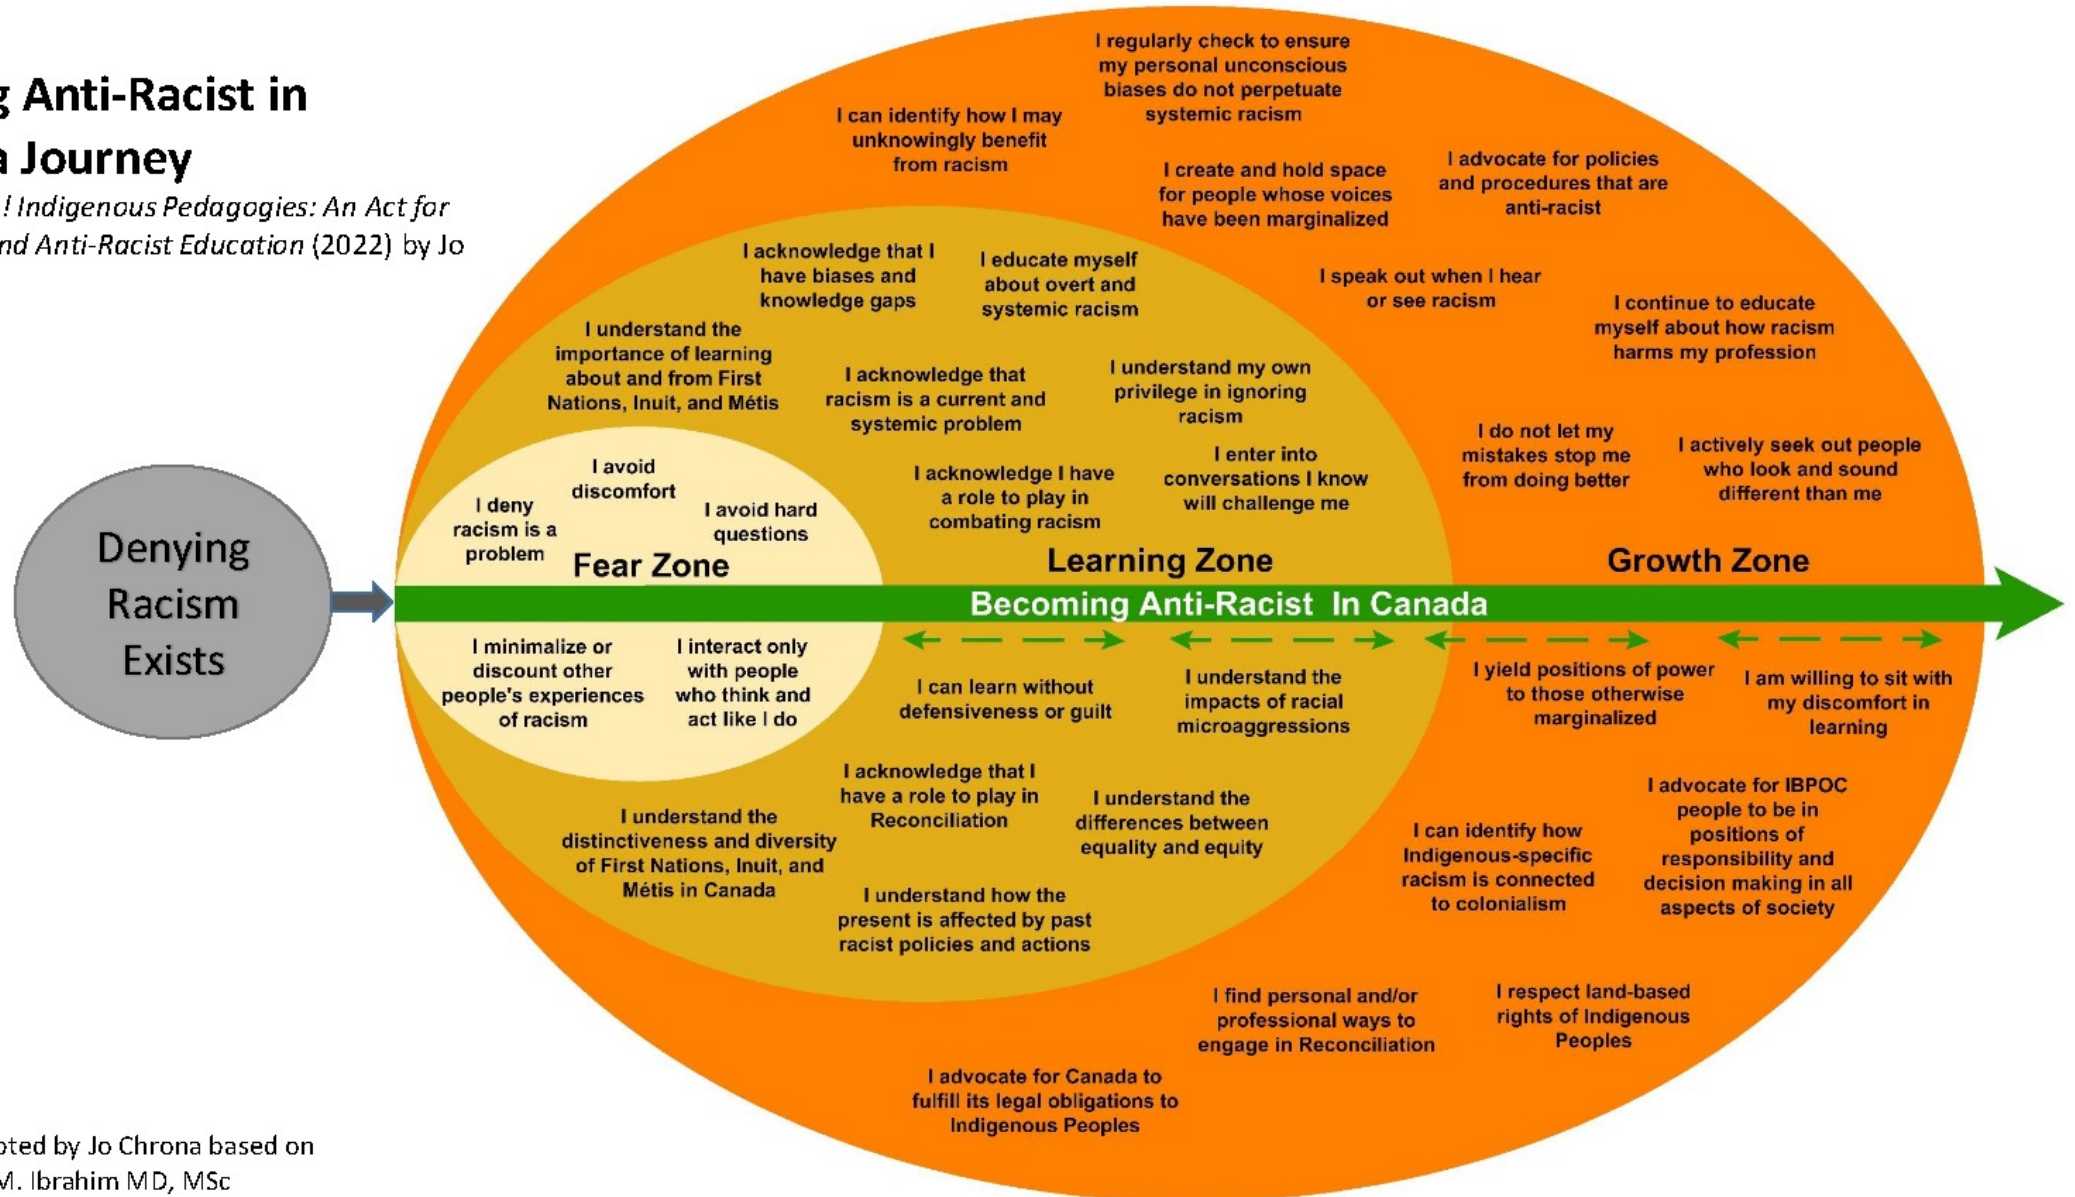 Anti-Racist in
Journey
! Indigenous Pedagogies: An Act for
Anti-Racist Education (2022) by Jo
Denying
Racism
Exists
I regularly check to ensure
my personal unconscious
biases do not perpetuate
systemic racism
I can identify how I may
unknowingly benefit
from racism
I create and hold space
for people whose voices
have been marginalized
I advocate for policies
and procedures that are
anti-racist
I speak out when I hear
or see racism
I continue to educate
myself about how racism
harms my profession
I do not let my
mistakes stop me
from doing better
I actively seek out people
who look and sound
different than me
I acknowledge that I
have biases and
knowledge gaps
I educate myself
about overt and
systemic racism
I understand the
importance of learning
about and from First
Nations, Inuit, and Métis
I acknowledge that
racism is a current and
systemic problem
I understand my own
privilege in ignoring
racism
I acknowledge I have
a role to play in
combating racism
I enter into
conversations I know
will challenge me
I avoid
discomfort
I deny
racism is a
problem
I avoid hard
questions
Fear Zone
Learning Zone
Growth Zone
Becoming Anti-Racist In Canada
I minimalize or
discount other
people's experiences
of racism
I interact only
with people
who think and
act like I do
I can learn without
defensiveness or guilt
I understand the
impacts of racial
microaggressions
I yield positions of power
to those otherwise
marginalized
I am willing to sit with
my discomfort in
learning
I acknowledge that I
have a role to play in
Reconciliation
I understand the
differences between
equality and equity
I understand the
distinctiveness and diversity
of First Nations, Inuit, and
Métis in Canada
I understand how the
present is affected by past
racist policies and actions
I can identify how
Indigenous-specific
racism is connected
to colonialism
I advocate for IBPOC
people to be in
positions of
responsibility and
decision making in all
aspects of society
I find personal and/or
professional ways to
engage in Reconciliation
I respect land-based
rights of Indigenous
Peoples
I advocate for Canada to
fulfill its legal obligations to
Indigenous Peoples
by Jo Chrona based on
M. Ibrahim MD, MSc